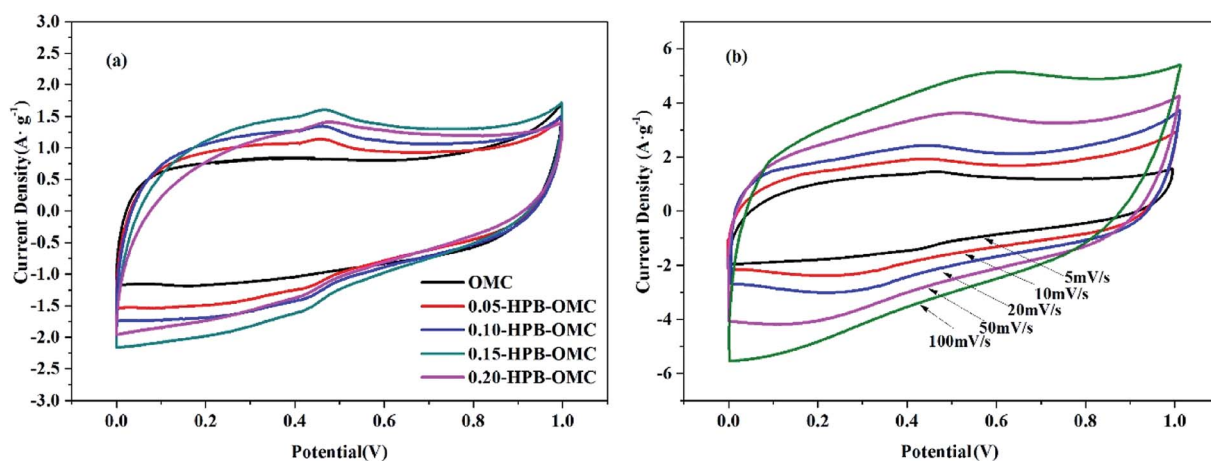 (a)
Current Density(A· g⁻¹)
3.0
2.5
2.0
1.5
1.0
0.5
0.0
-0.5
-1.0
-1.5
-2.0
-2.5
-3.0
OMC
0.05-HPB-OMC
0.10-HPB-OMC
0.15-HPB-OMC
0.20-HPB-OMC
0.0 0.2 0.4 0.6 0.8 1.0
Potential(V)
(b)
Current Density (A·g⁻¹)
6
4
2
0
-2
-4
-6
5mV/s
10mV/s
20mV/s
50mV/s
100mV/s
0.0 0.2 0.4 0.6 0.8 1.0
Potential(V)